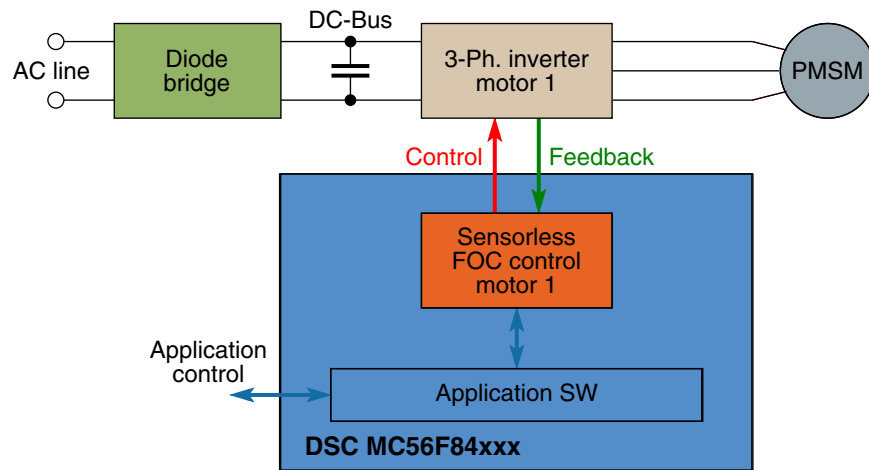 DC-Bus
AC line
Diode
bridge
3-Ph. inverter
motor 1
PMSM
Control
Feedback
Sensorless
FOC control
motor 1
Application
control
Application SW
DSC MC56F84xxx